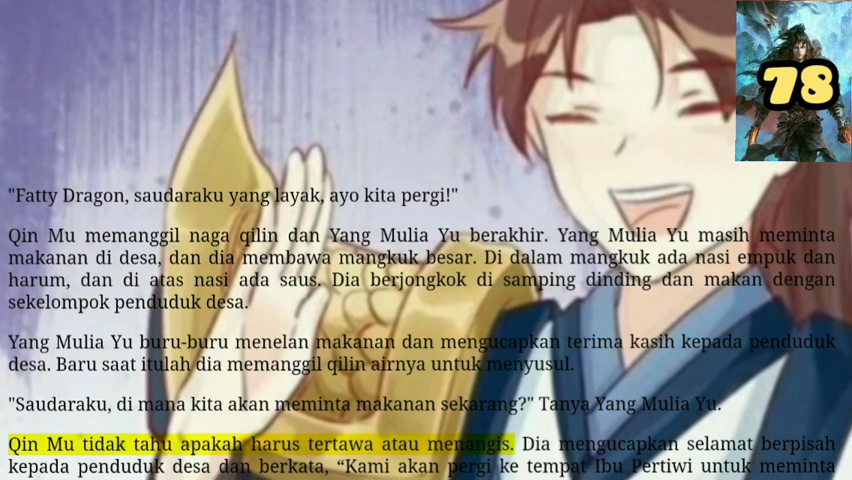 78
"Fatty Dragon, saudaraku yang layak, ayo kita pergi!"
Qin Mu memanggil naga qilin dan Yang Mulia Yu berakhir. Yang Mulia Yu masih meminta
makanan di desa, dan dia membawa mangkuk besar. Di dalam mangkuk ada nasi empuk dan
harum, dan di atas nasi ada saus. Dia berjongkok di samping dinding dan makan dengan
sekelompok penduduk desa.
Yang Mulia Yu buru-buru menelan makanan dan mengucapkan terima kasih kepada penduduk
desa. Baru saat itulah dia memanggil qilin airnya untuk menyusul.
"Saudaraku, di mana kita akan meminta makanan sekarang?" Tanya Yang Mulia Yu.
Qin Mu tidak tahu apakah harus tertawa atau menangis. Dia mengucapkan selamat berpisah
kepada penduduk desa dan berkata, “Kami akan pergi ke tempat Ibu Pertiwi untuk meminta